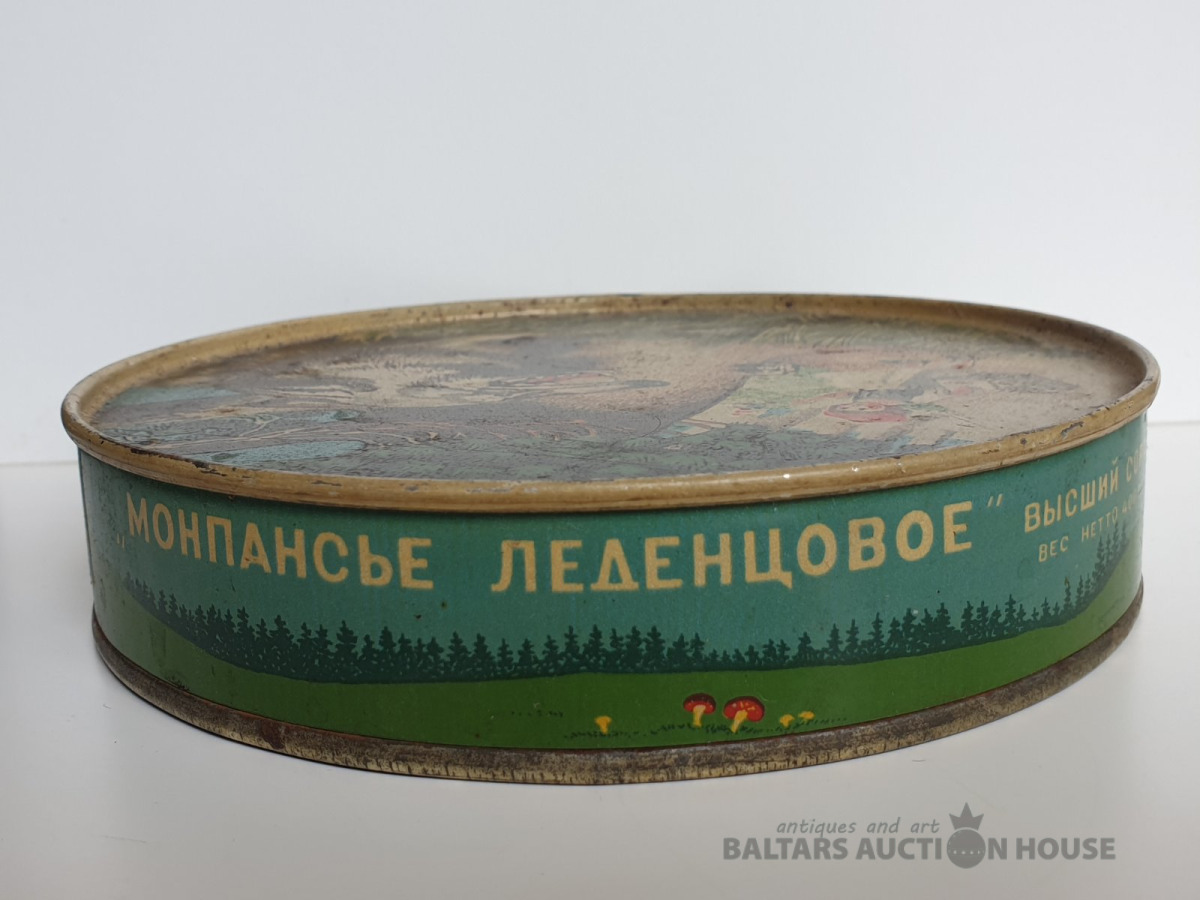 „МОНПАНСЬЕ ЛЕДЕНЦОВОЕ" ВЫСШИЙ
ВЕС НЕТТО
antiques and art
BALTARS AUCTION HOUSE